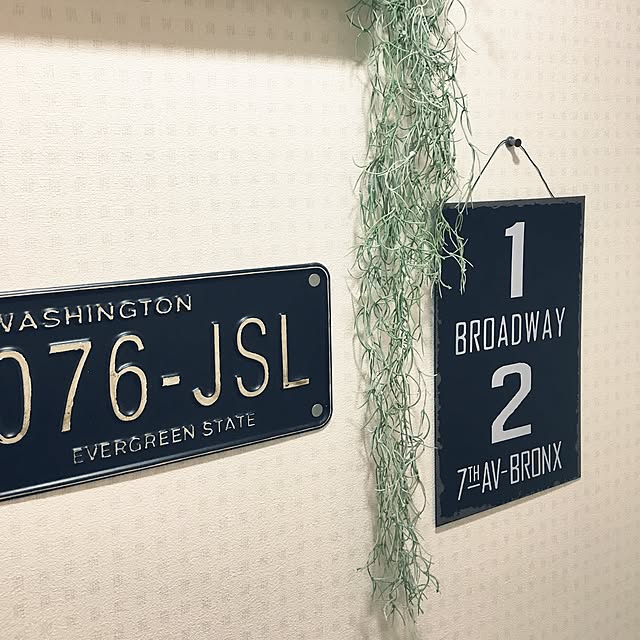 WASHINGTON
076-JSL
EVERGREEN STATE
1
BROADWAY
2
7TH AV-BRONX